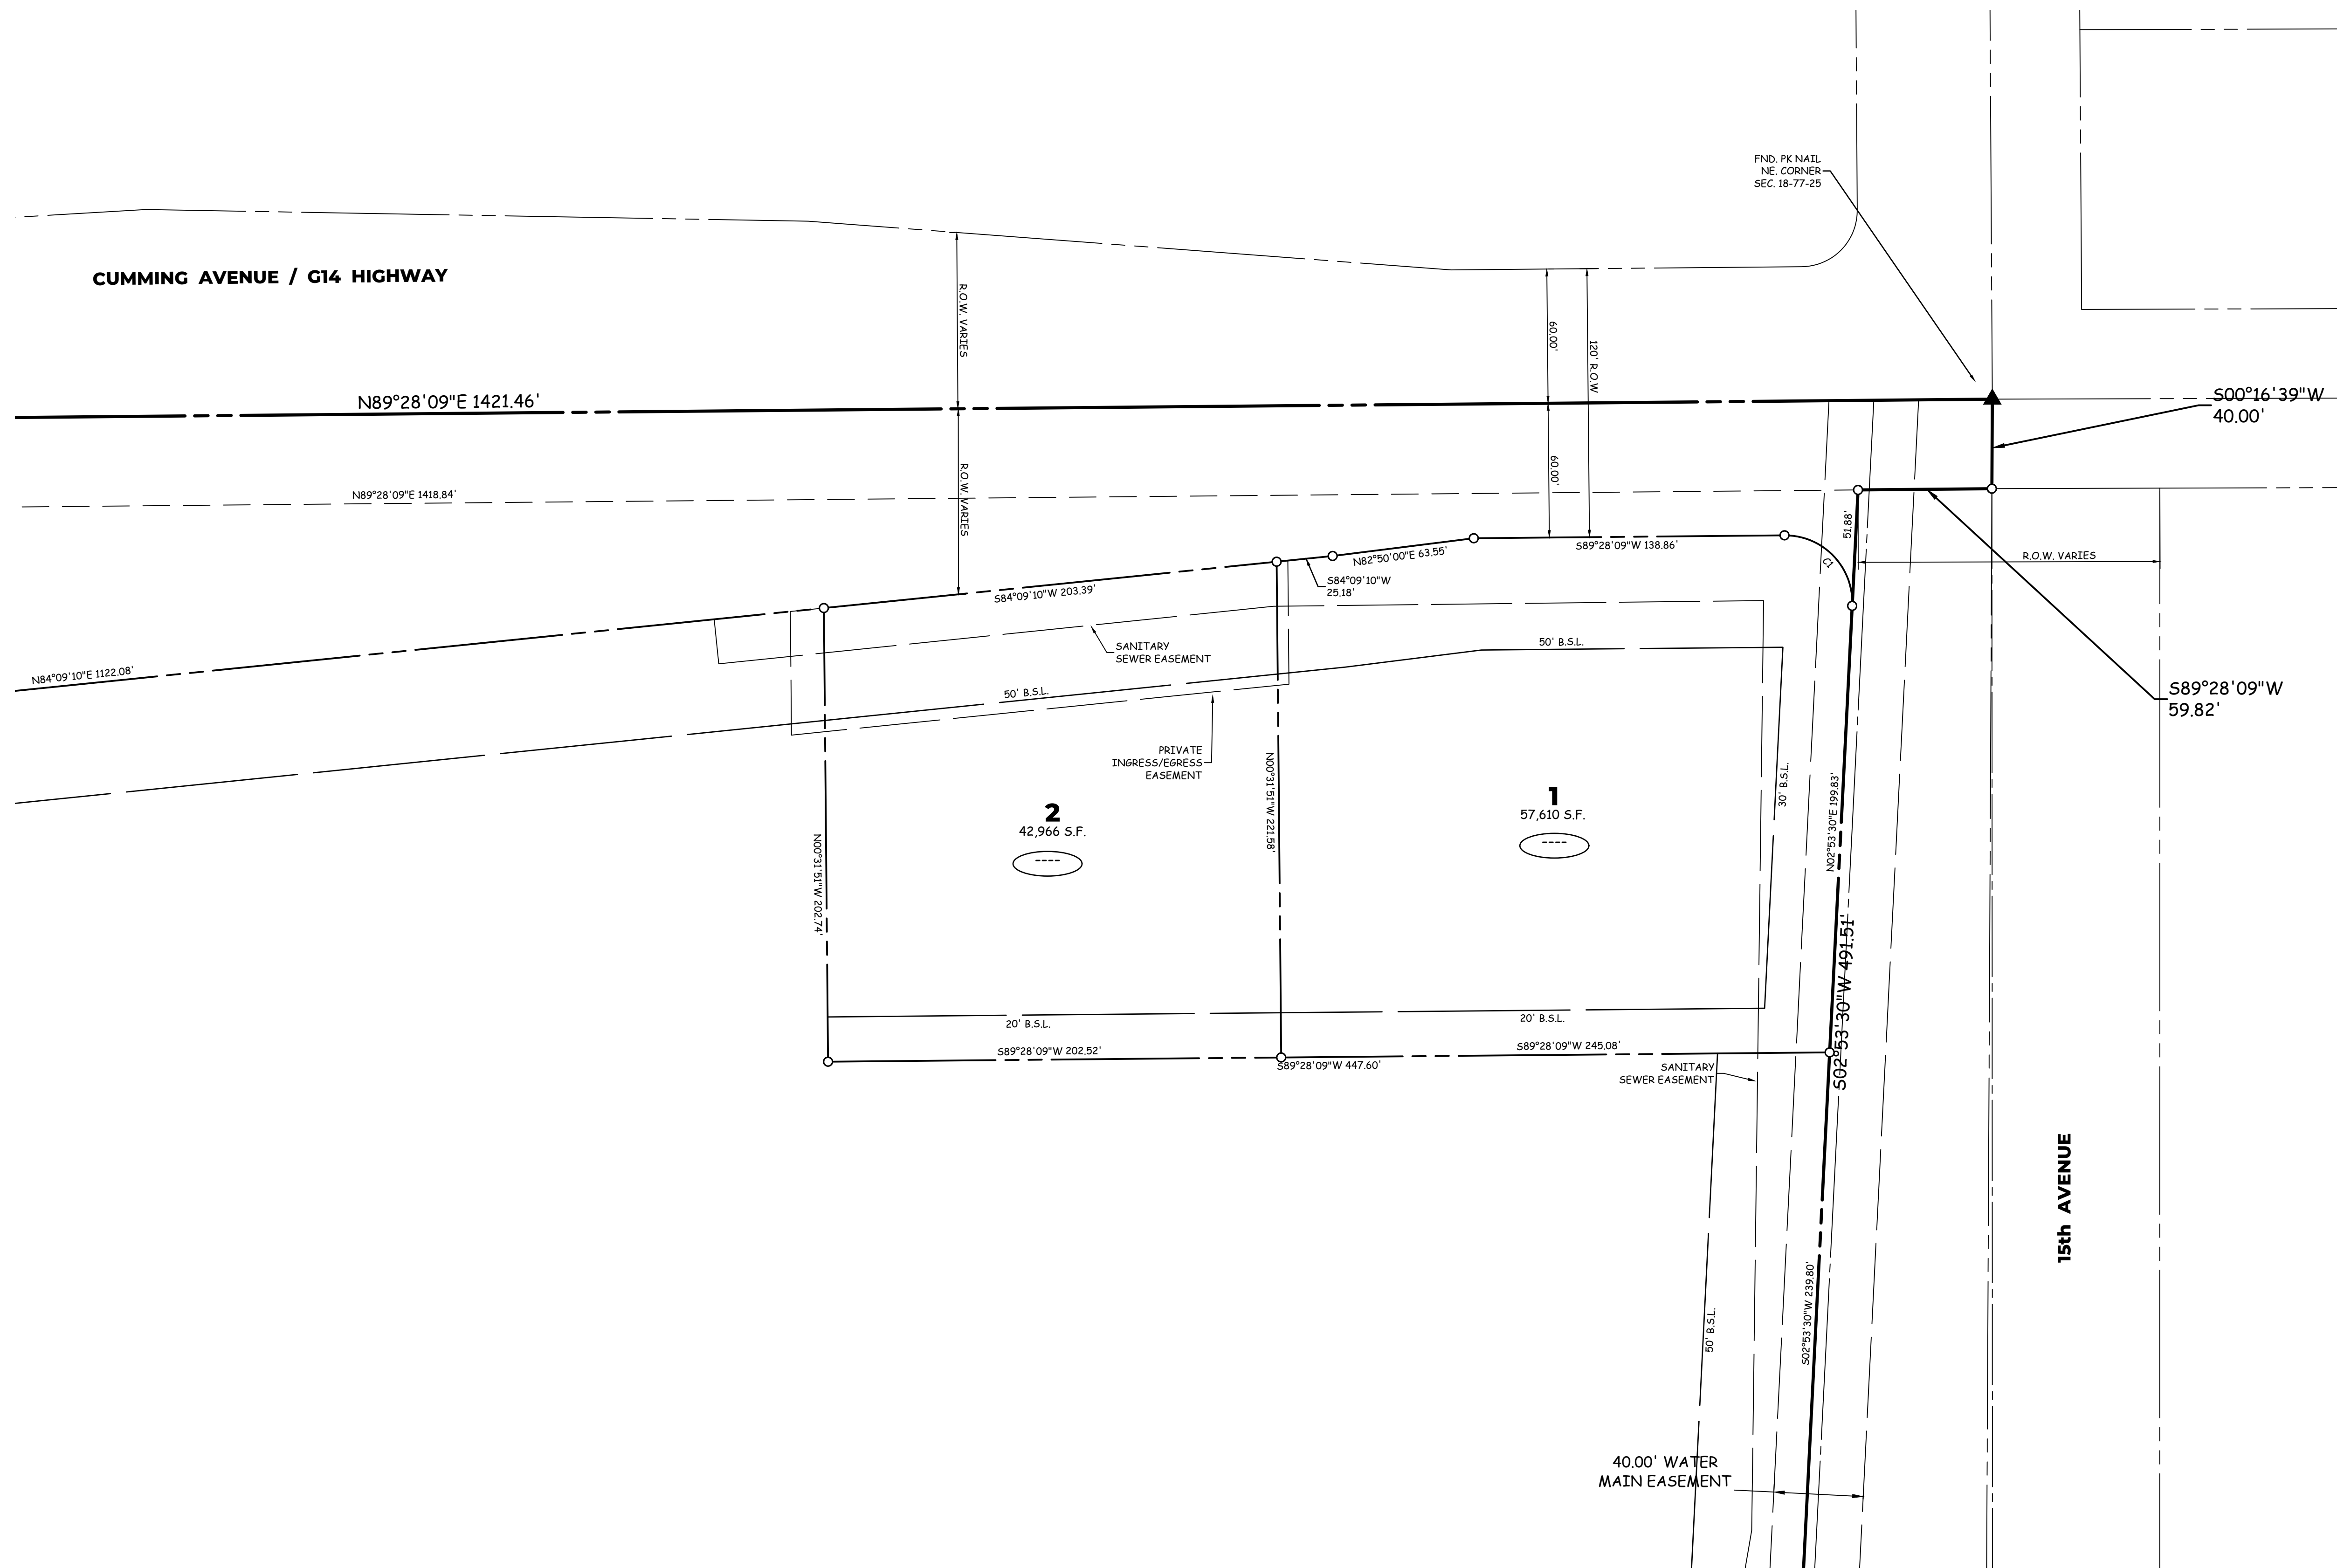 FND. PK NAIL
NE. CORNER
SEC. 18-77-25
CUMMING AVENUE / G14 HIGHWAY
R.O.W. VARIES
60.00'
120' R.O.W
N89°28'09"E 1421.46'
S00°16'39"W
40.00'
R.O.W. VARIES
60.00'
N89°28'09"E 1418.84'
51.88'
S89°28'09"W 138.86'
N82°50'00"E 63.55'
C1
R.O.W. VARIES
S84°09'10"W
25.18'
S84°09'10"W 203.39'
SANITARY
SEWER EASEMENT
50' B.S.L.
N84°09'10"E 1122.08'
50' B.S.L.
S89°28'09"W
59.82'
PRIVATE
INGRESS/EGRESS
EASEMENT
N00°31'51"W 221.58'
30' B.S.L.
N02°53'30"E 199.83'
1
57,610 S.F.
----
2
42,966 S.F.
----
N00°31'51"W 202.74'
S02°53'30"W 491.51'
20' B.S.L.
20' B.S.L.
S89°28'09"W 202.52'
S89°28'09"W 245.08'
S89°28'09"W 447.60'
SANITARY
SEWER EASEMENT
15th AVENUE
S02°53'30"W 239.80'
50' B.S.L.
40.00' WATER
MAIN EASEMENT